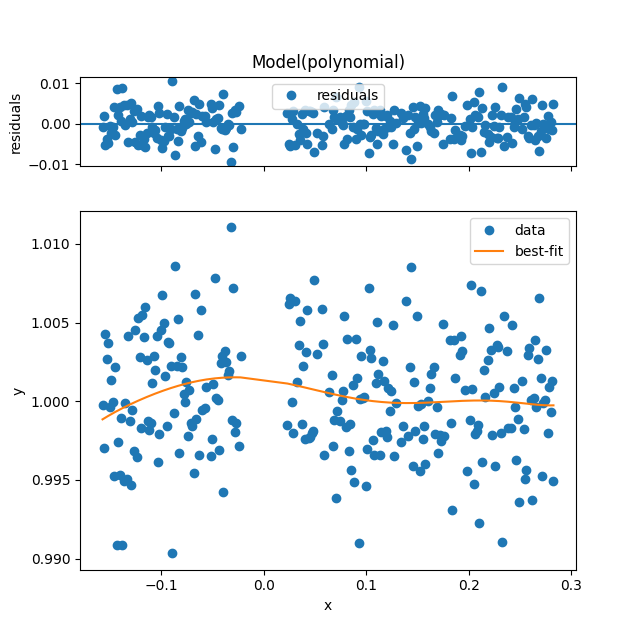 Model(polynomial)
0.01
0.00
−0.01
residuals
residuals
1.010
1.005
1.000
0.995
0.990
y
data
best-fit
−0.1
0.0
0.1
0.2
0.3
x